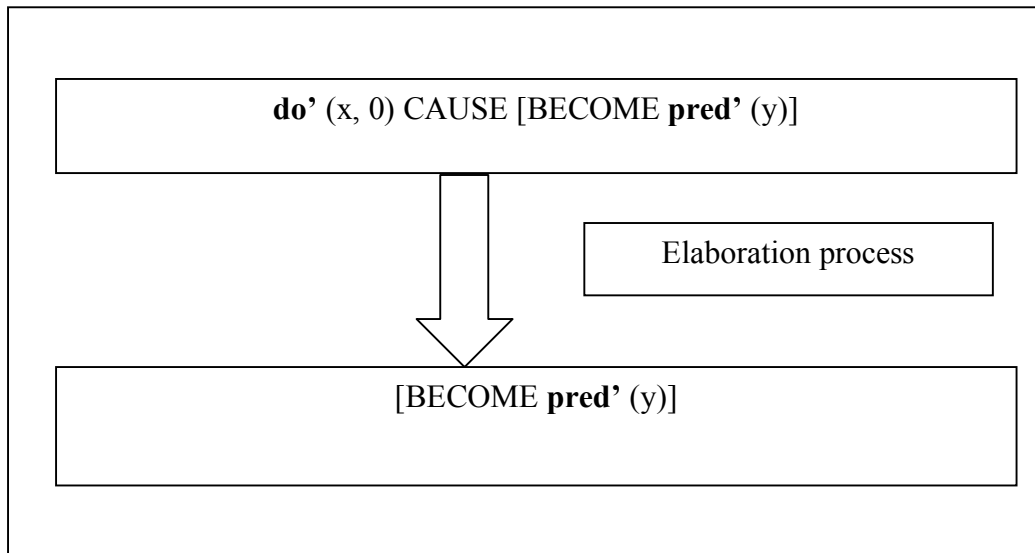 do’ (x, 0) CAUSE [BECOME pred’ (y)]
Elaboration process
[BECOME pred’ (y)]